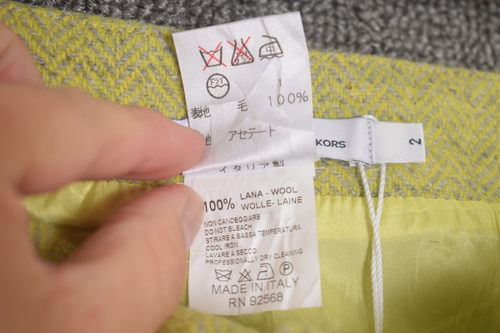 表地 毛 100%
地 アセテート
イタリア製
KORS
2
100% LANA - WOOL
WOLLE- LAINE
NON CANDEGGIARE
DO NOT BLEACH
STIRARE A BASSA TEMPERATURA
COOL IRON
LAVARE A SECCO
PROFESSIONALLY DRY CLEANING
P
MADE IN ITALY
RN 92568